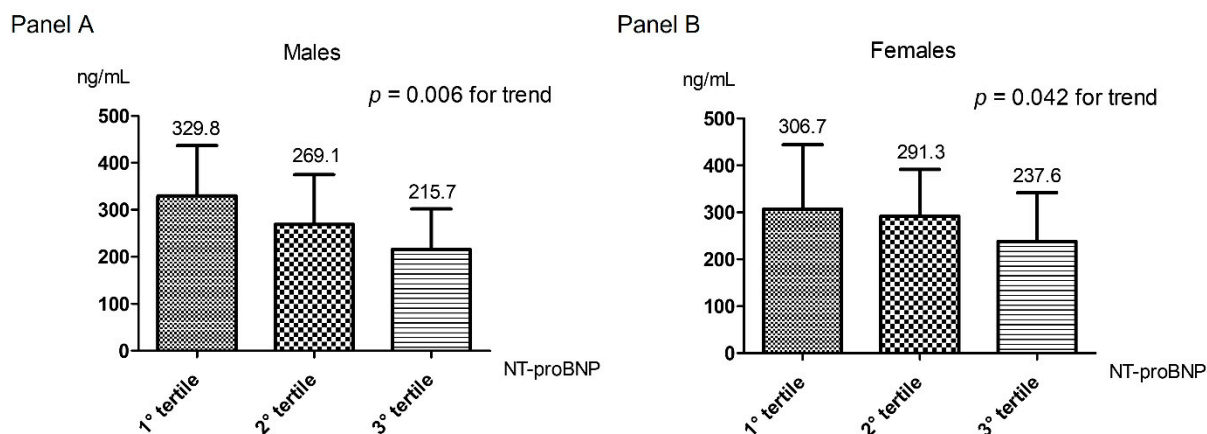 Panel A
Males
ng/mL
p = 0.006 for trend
500
400
300
200
100
0
329.8
269.1
215.7
1° tertile
2° tertile
3° tertile
NT-proBNP
Panel B
Females
ng/mL
p = 0.042 for trend
500
400
300
200
100
0
306.7
291.3
237.6
1° tertile
2° tertile
3° tertile
NT-proBNP